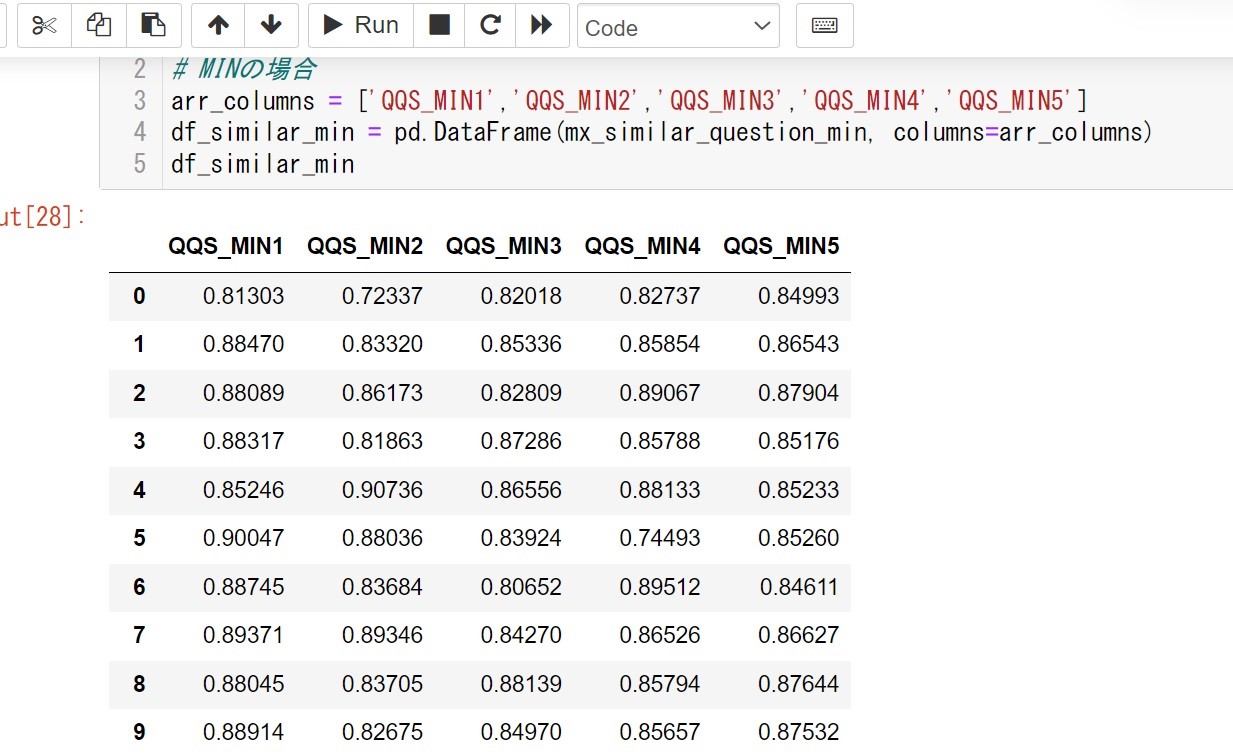 Run Code
2 # MINの場合
3 arr_columns = ['QQS_MIN1','QQS_MIN2','QQS_MIN3','QQS_MIN4','QQS_MIN5']
4 df_similar_min = pd.DataFrame(mx_similar_question_min, columns=arr_columns)
5 df_similar_min
ut[28]:
QQS_MIN1 QQS_MIN2 QQS_MIN3 QQS_MIN4 QQS_MIN5
0 0.81303 0.72337 0.82018 0.82737 0.84993
1 0.88470 0.83320 0.85336 0.85854 0.86543
2 0.88089 0.86173 0.82809 0.89067 0.87904
3 0.88317 0.81863 0.87286 0.85788 0.85176
4 0.85246 0.90736 0.86556 0.88133 0.85233
5 0.90047 0.88036 0.83924 0.74493 0.85260
6 0.88745 0.83684 0.80652 0.89512 0.84611
7 0.89371 0.89346 0.84270 0.86526 0.86627
8 0.88045 0.83705 0.88139 0.85794 0.87644
9 0.88914 0.82675 0.84970 0.85657 0.87532